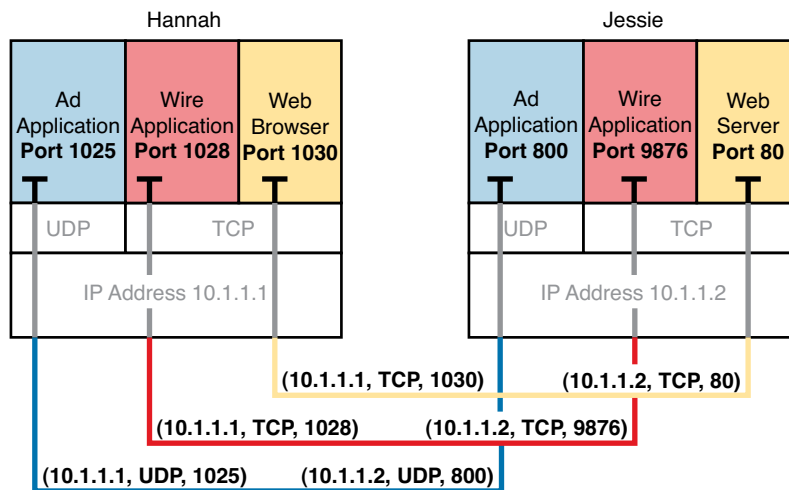 Hannah
Jessie
Ad
Application
Port 1025
Wire
Application
Port 1028
Web
Browser
Port 1030
Ad
Application
Port 800
Wire
Application
Port 9876
Web
Server
Port 80
UDP
TCP
UDP
TCP
IP Address 10.1.1.1
IP Address 10.1.1.2
(10.1.1.1, TCP, 1030)
(10.1.1.2, TCP, 80)
(10.1.1.1, TCP, 1028)
(10.1.1.2, TCP, 9876)
(10.1.1.1, UDP, 1025)
(10.1.1.2, UDP, 800)